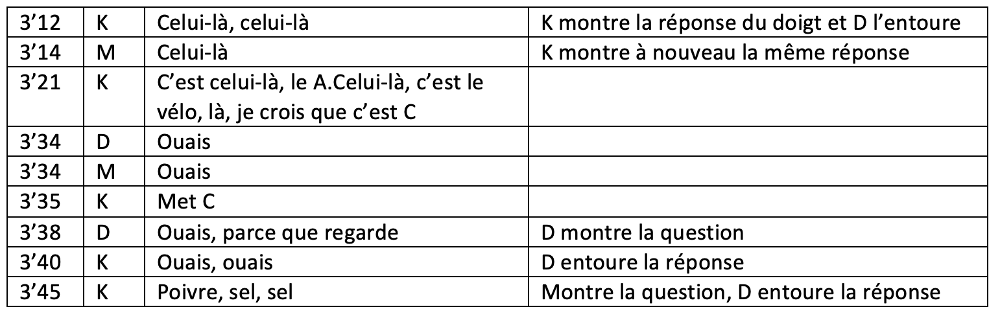 3’12 K Celui-là, celui-là K montre la réponse du doigt et D l’entoure
3’14 M Celui-là K montre à nouveau la même réponse
3’21 K C’est celui-là, le A.Celui-là, c’est le
vélo, là, je crois que c’est C
3’34 D Ouais
3’34 M Ouais
3’35 K Met C
3’38 D Ouais, parce que regarde D montre la question
3’40 K Ouais, ouais D entoure la réponse
3’45 K Poivre, sel, sel Montre la question, D entoure la réponse